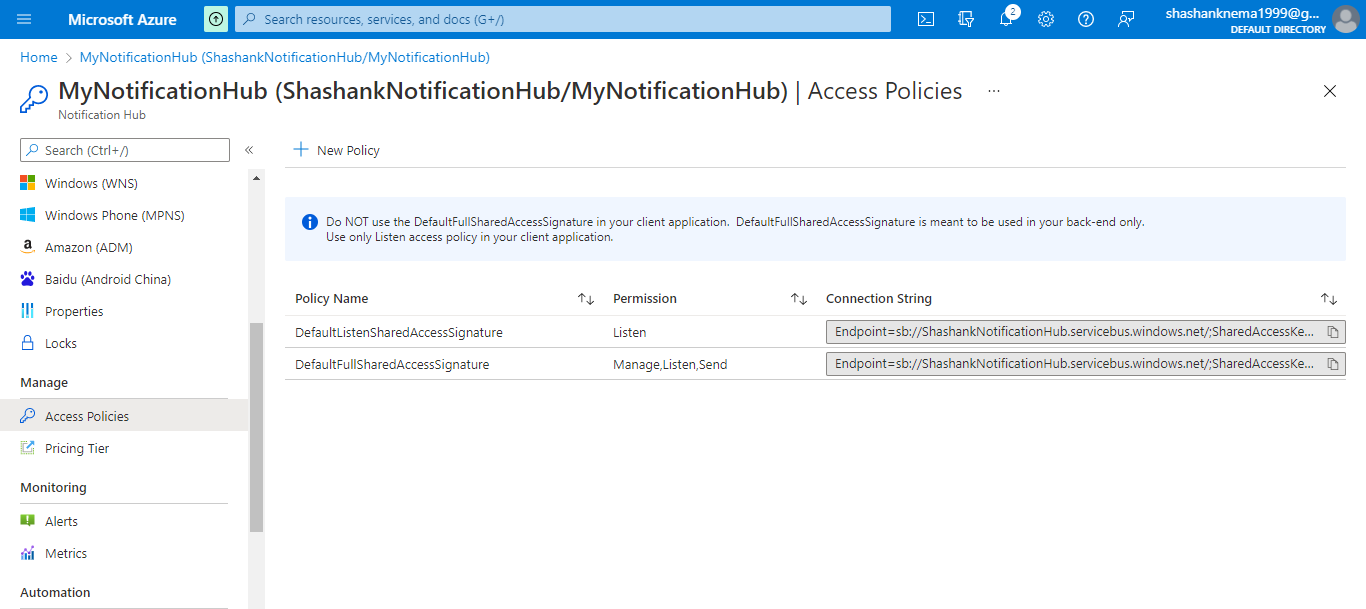 Microsoft Azure
Search resources, services, and docs (G+/)
2
shashanknema1999@g...
DEFAULT DIRECTORY
Home > MyNotificationHub (ShashankNotificationHub/MyNotificationHub)
MyNotificationHub (ShashankNotificationHub/MyNotificationHub) | Access Policies ...
Notification Hub
Search (Ctrl+/)
«
Windows (WNS)
Windows Phone (MPNS)
Amazon (ADM)
Baidu (Android China)
Properties
Locks
Manage
Access Policies
Pricing Tier
Monitoring
Alerts
Metrics
Automation
+ New Policy
Do NOT use the DefaultFullSharedAccessSignature in your client application. DefaultFullSharedAccessSignature is meant to be used in your back-end only.
Use only Listen access policy in your client application.
Policy Name ↑↓ Permission ↑↓ Connection String ↑↓
DefaultListenSharedAccessSignature Listen Endpoint=sb://ShashankNotificationHub.servicebus.windows.net/;SharedAccessKe...
DefaultFullSharedAccessSignature Manage,Listen,Send Endpoint=sb://ShashankNotificationHub.servicebus.windows.net/;SharedAccessKe...